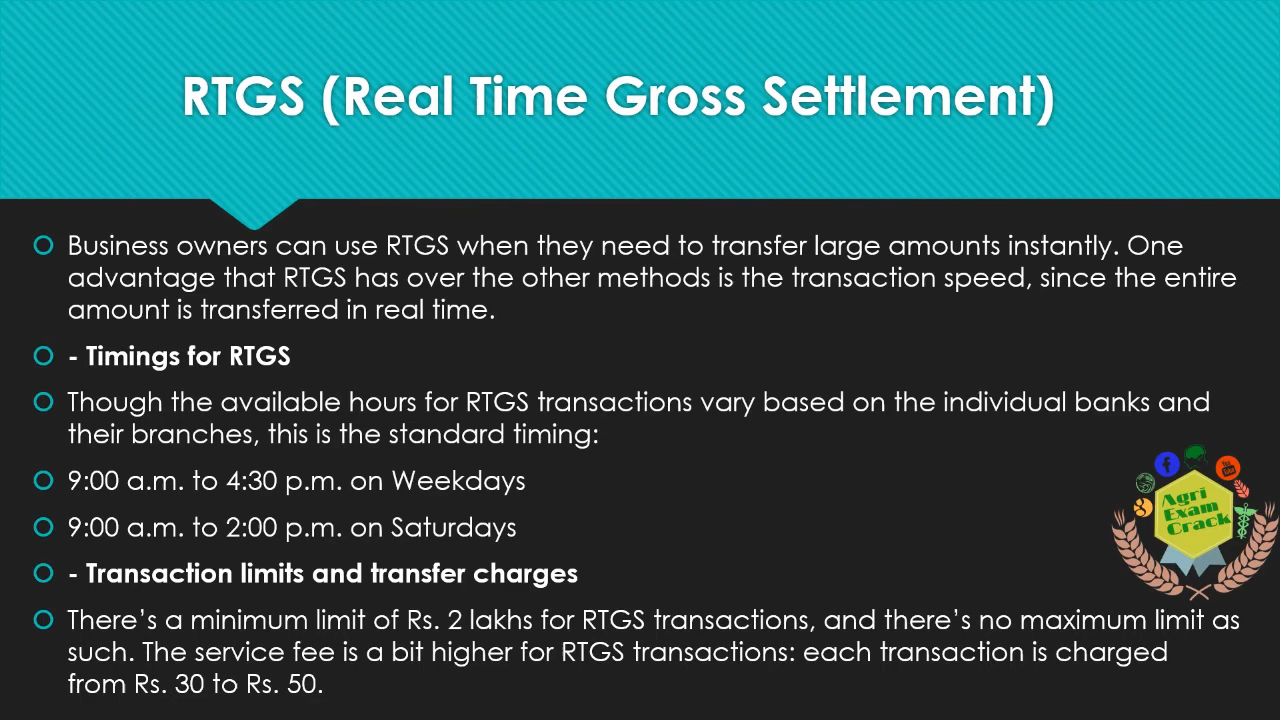 RTGS (Real Time Gross Settlement)
Business owners can use RTGS when they need to transfer large amounts instantly. One
advantage that RTGS has over the other methods is the transaction speed, since the entire
amount is transferred in real time.
- Timings for RTGS
Though the available hours for RTGS transactions vary based on the individual banks and
their branches, this is the standard timing:
9:00 a.m. to 4:30 p.m. on Weekdays
9:00 a.m. to 2:00 p.m. on Saturdays
Agri
Exam
Crack
- Transaction limits and transfer charges
There’s a minimum limit of Rs. 2 lakhs for RTGS transactions, and there’s no maximum limit as
such. The service fee is a bit higher for RTGS transactions: each transaction is charged
from Rs. 30 to Rs. 50.